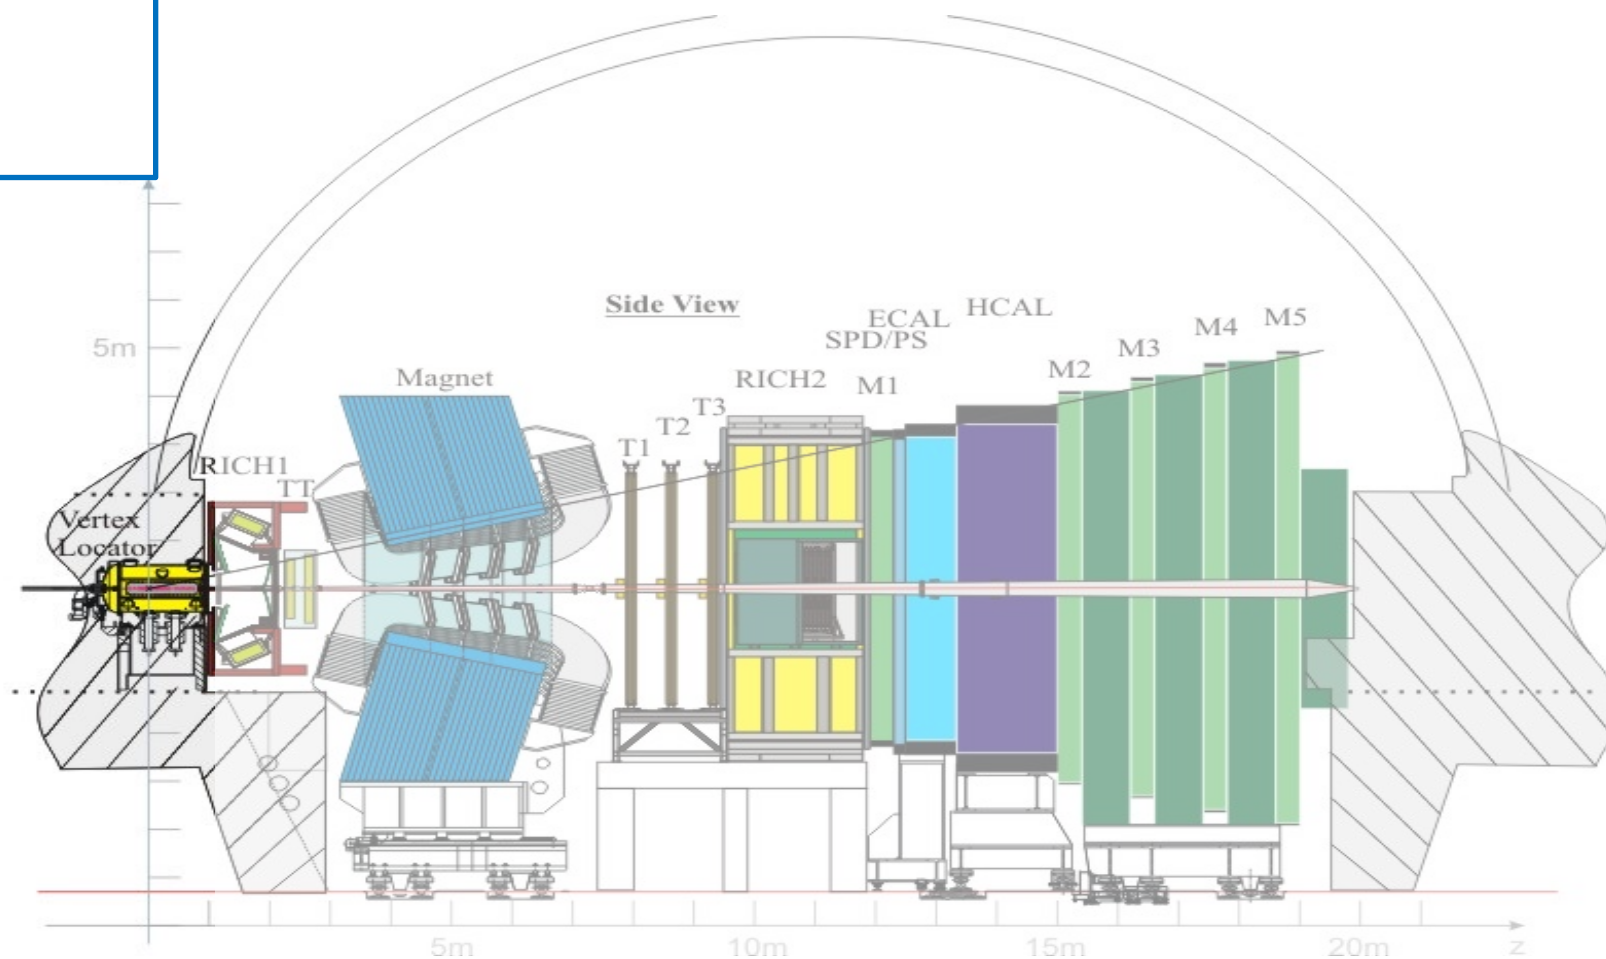 Side View
ECAL
HCAL
SPD/PS
M5
M4
M3
M2
5m
Magnet
RICH2
M1
T3
T2
T1
RICH1
TT
Vertex
Locator
5m
10m
15m
20m
z